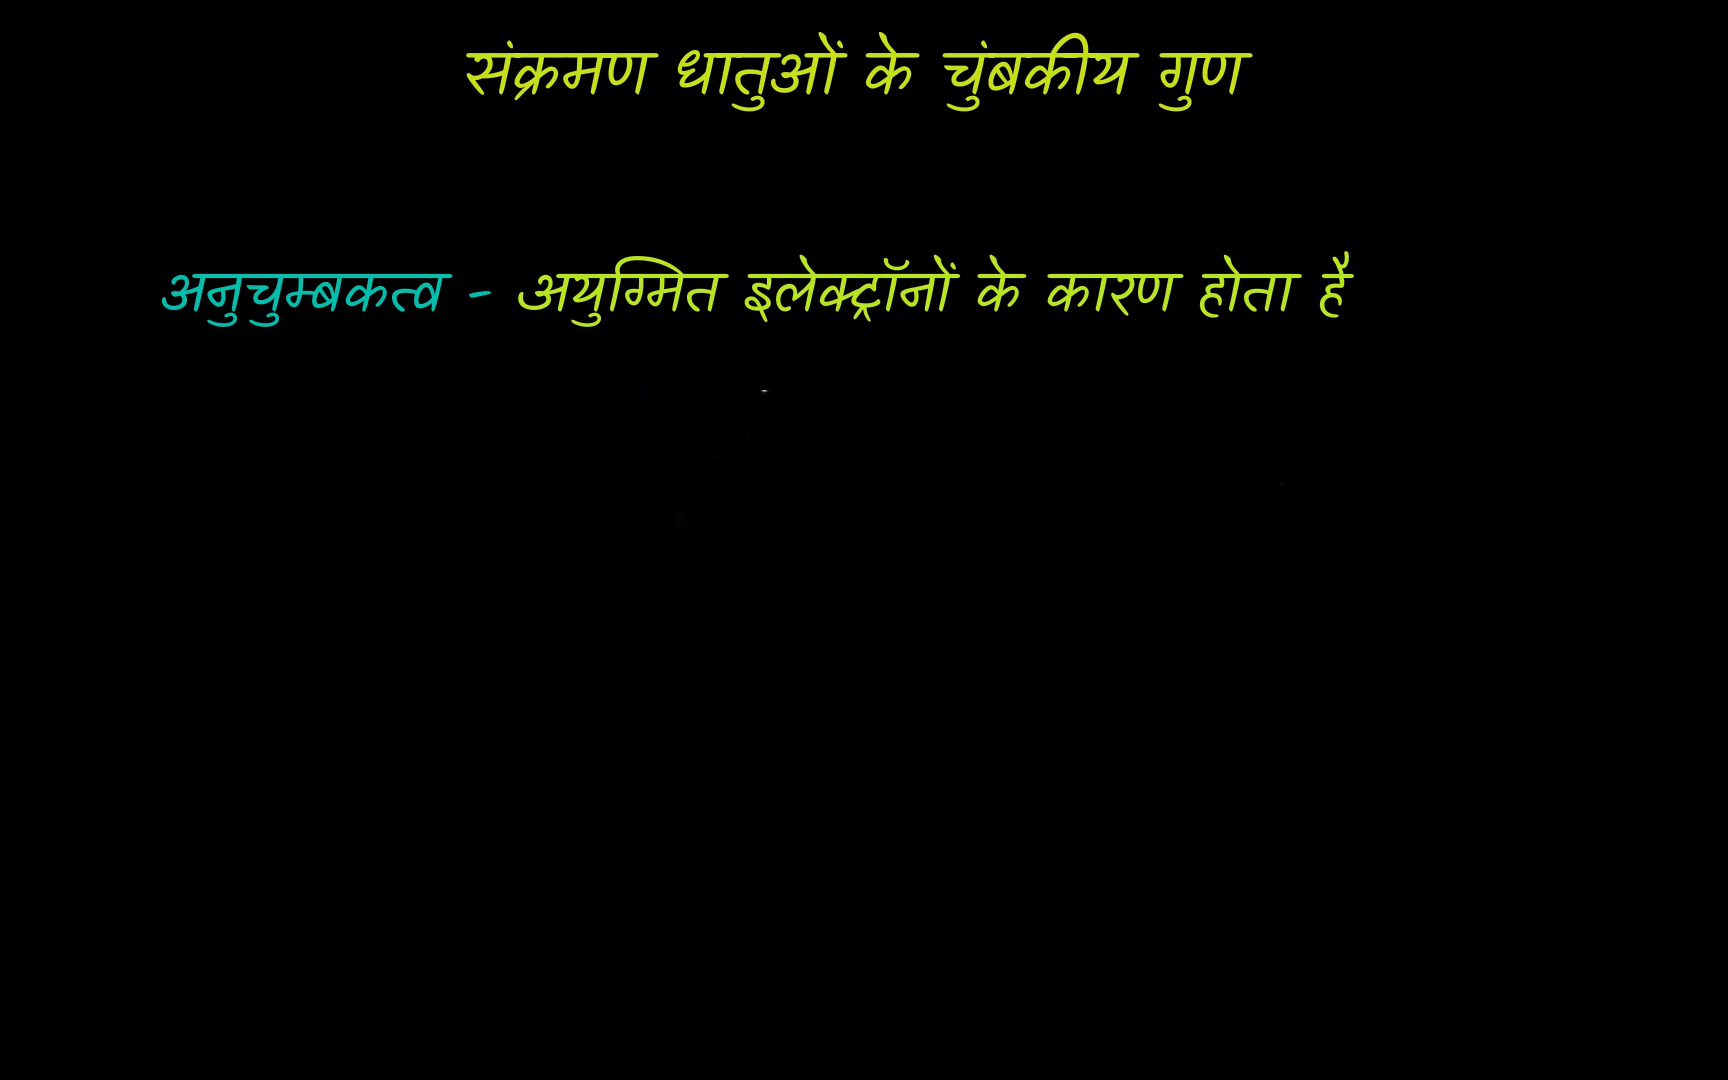 संक्रमण धातुओं के चुंबकीय गुण
अनुचुम्बकत्व - अयुग्मित इलेक्ट्रॉनों के कारण होता है